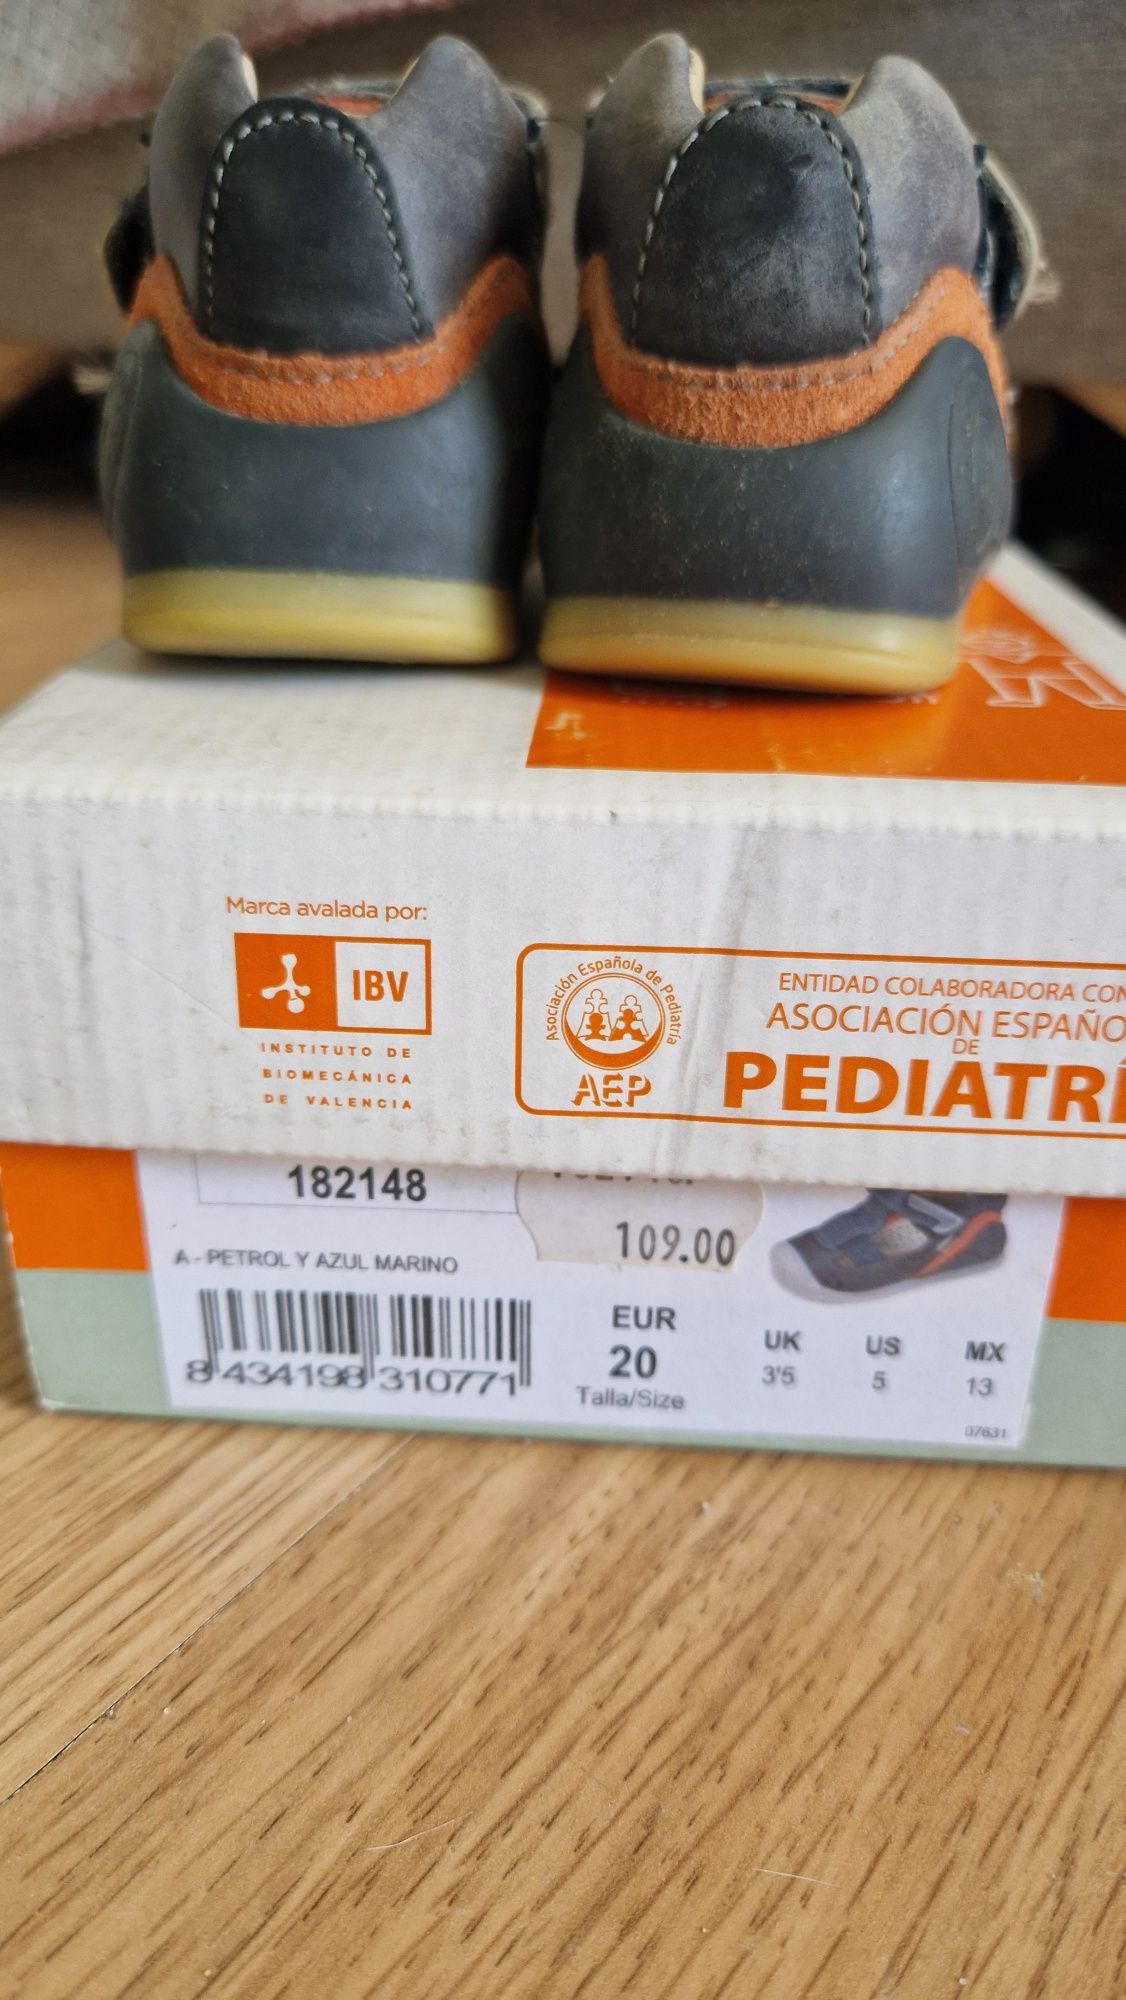 Marca avalada por:
IBV
INSTITUTO DE
BIOMECÁNICA
DE VALENCIA
Asociación Española de Pediatría
AEP
ENTIDAD COLABORADORA CON
ASOCIACIÓN ESPAÑO
DE
PEDIATRÍ
182148
109.00
A - PETROL Y AZUL MARINO
8 434198 310771
EUR
20
Talla/Size
UK
3'5
US
5
MX
13
07631